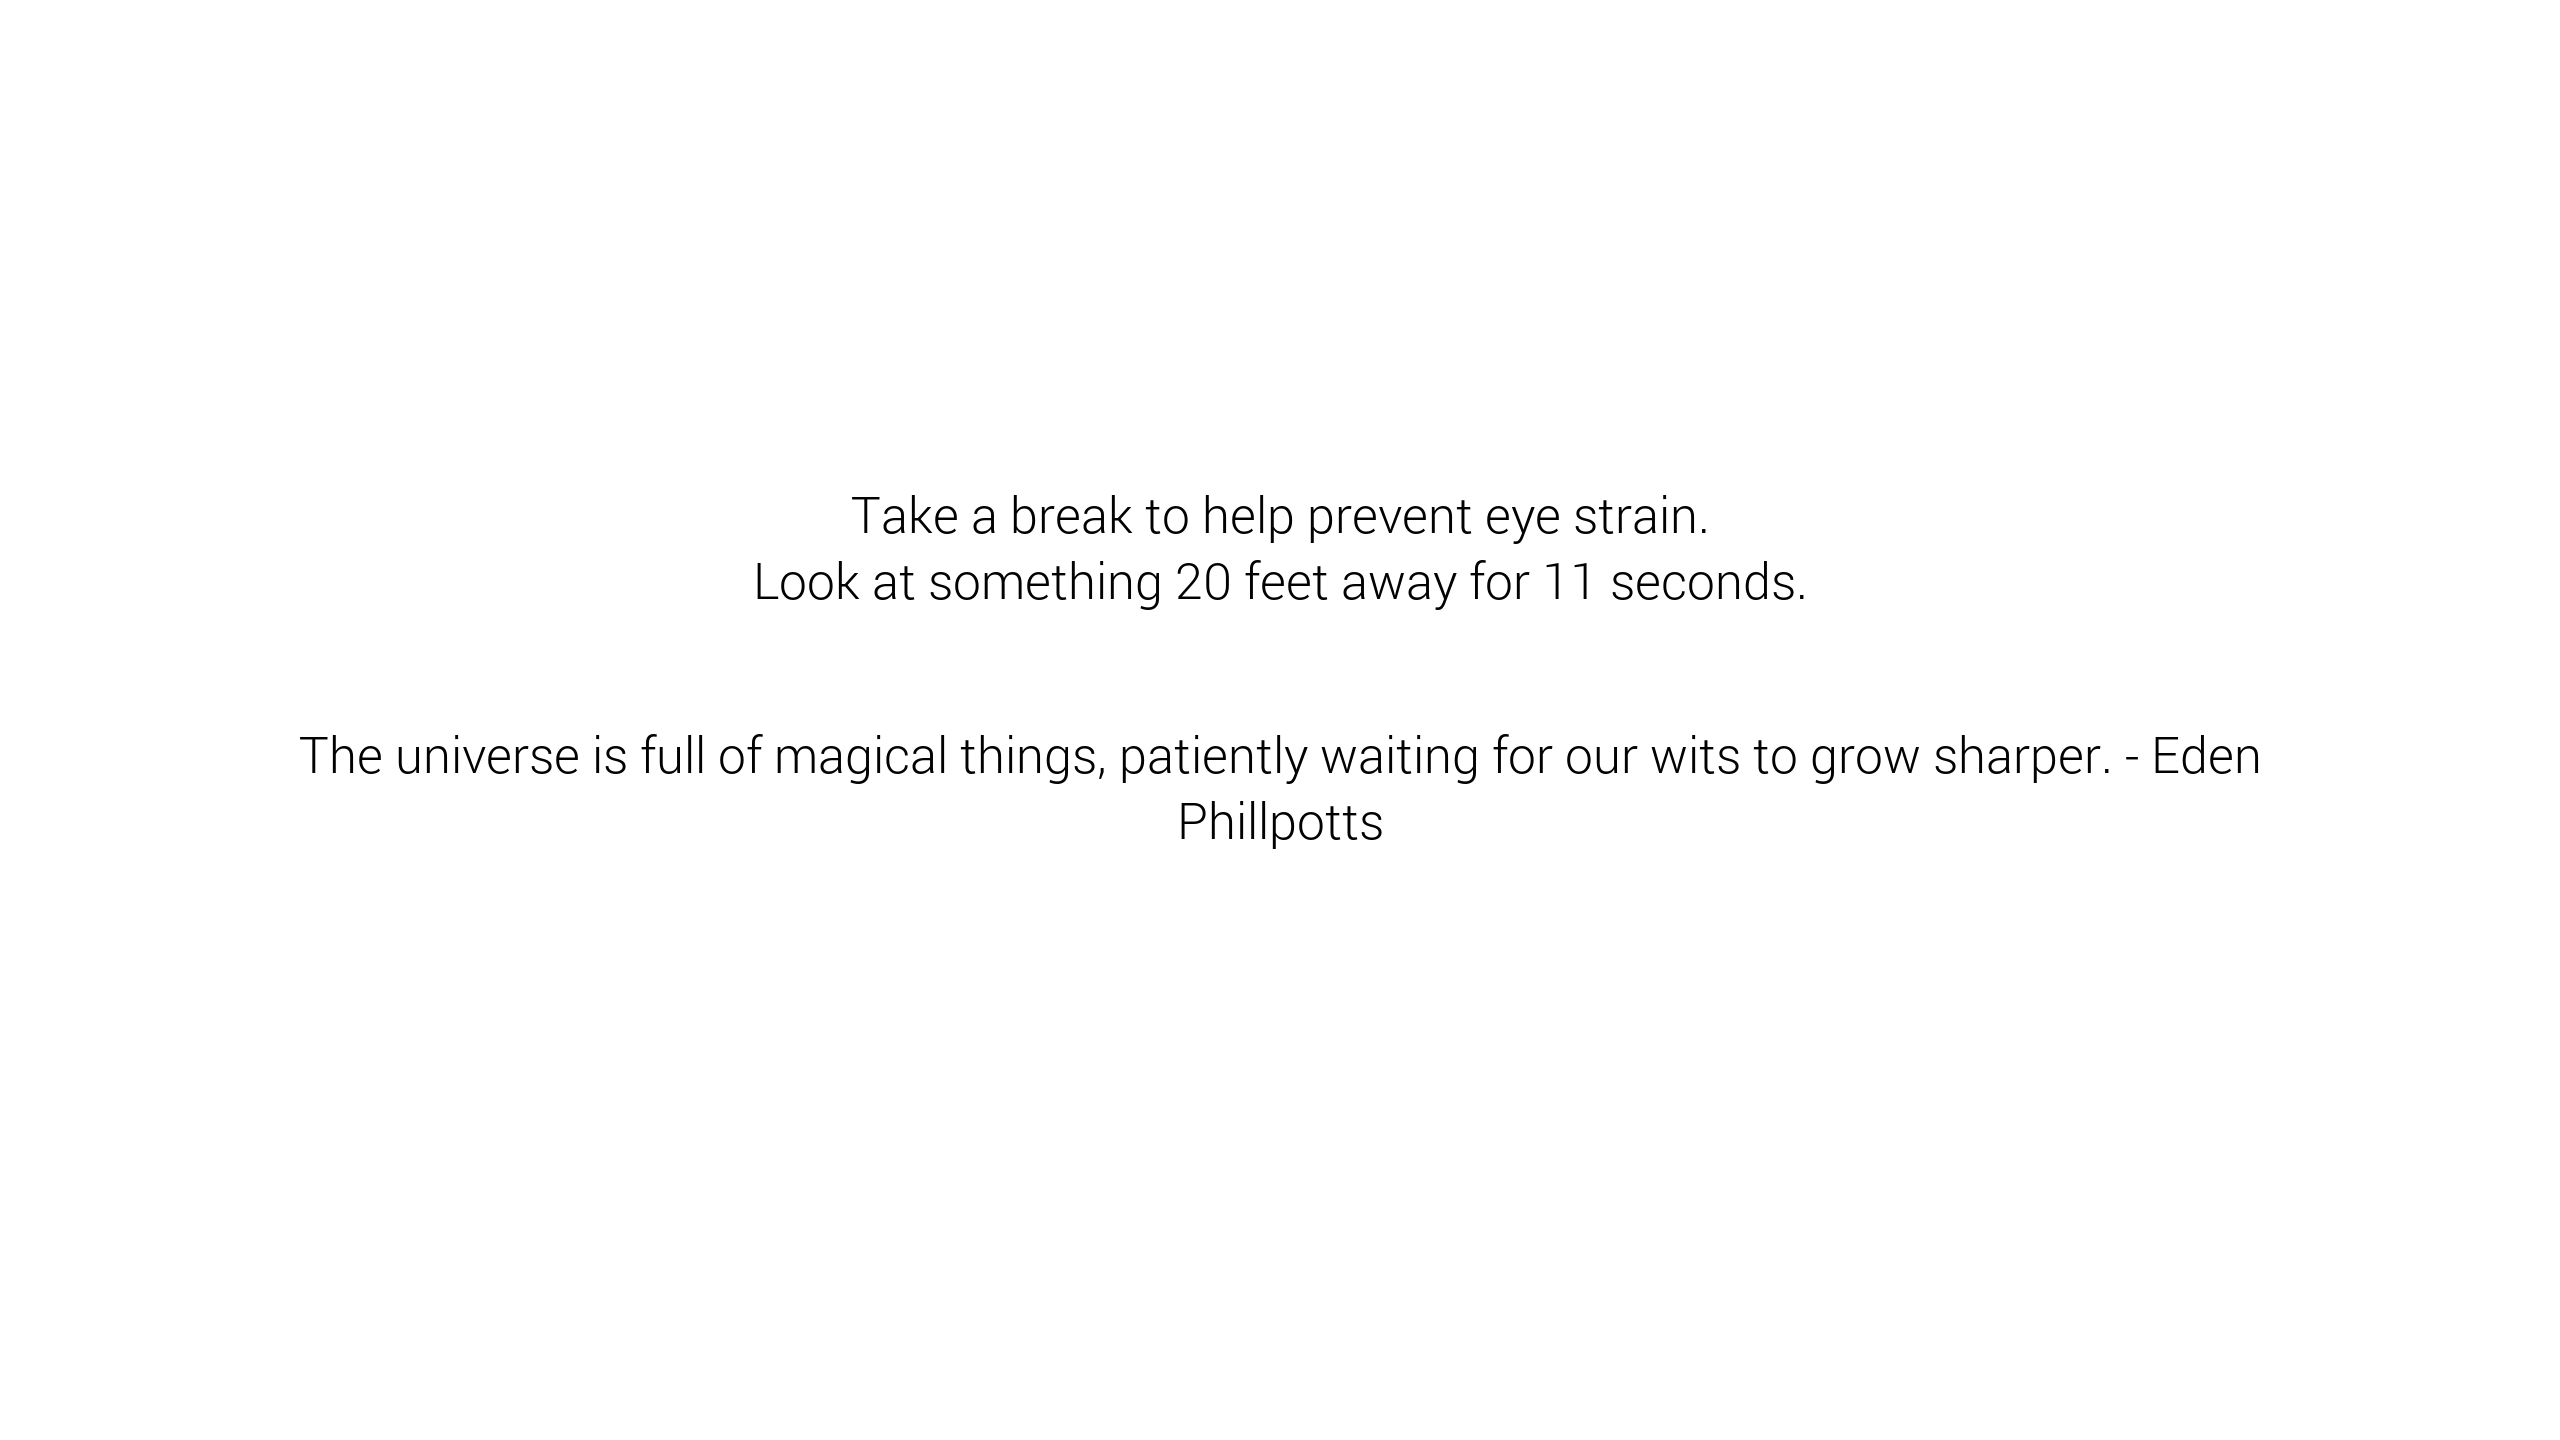 Take a break to help prevent eye strain.
Look at something 20 feet away for 11 seconds.
The universe is full of magical things, patiently waiting for our wits to grow sharper. - Eden
Phillpotts